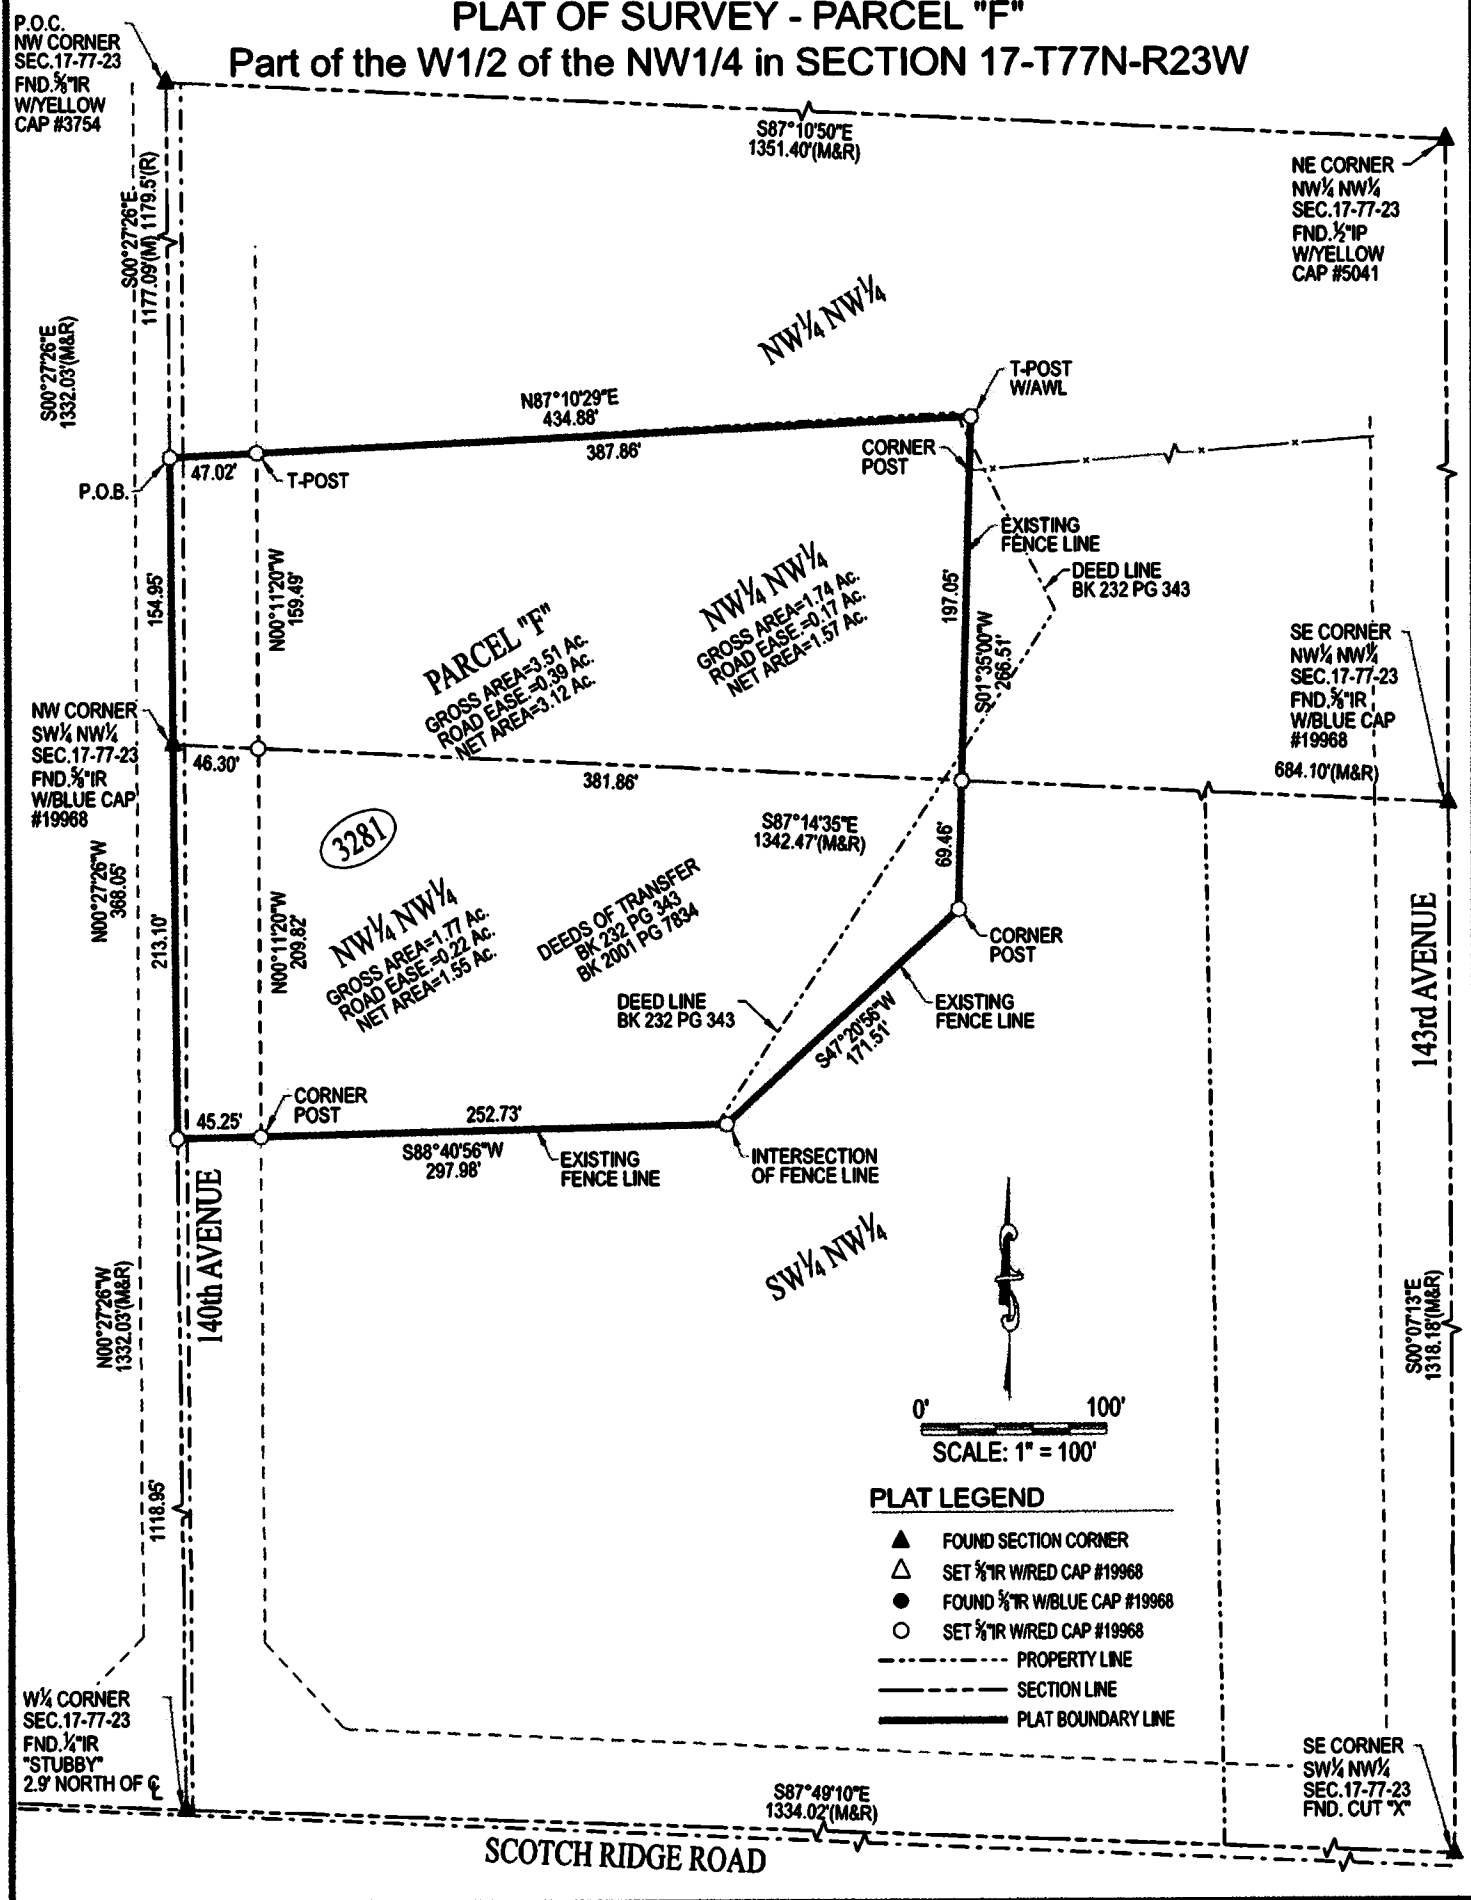 PLAT OF SURVEY - PARCEL "F"
Part of the W1/2 of the NW1/4 in SECTION 17-T77N-R23W
P.O.C.
NW CORNER
SEC.17-77-23
FND.⅝"IR
W/YELLOW
CAP #3754
S87°10'50"E
1351.40'(M&R)
NE CORNER
NW¼ NW¼
SEC.17-77-23
FND.½"IP
W/YELLOW
CAP #5041
S00°27'26"E
1177.09'(M) 1179.5'(R)
S00°27'26"E
1332.03'(M&R)
NW¼ NW¼
T-POST
W/AWL
N87°10'29"E
434.88'
387.86'
CORNER
POST
47.02'
T-POST
P.O.B.
EXISTING
FENCE LINE
DEED LINE
BK 232 PG 343
154.95'
N00°11'20"W
159.49'
197.05'
S01°35'00"W
266.51'
PARCEL "F"
GROSS AREA=3.51 Ac.
ROAD EASE.=0.39 Ac.
NET AREA=3.12 Ac.
NW¼ NW¼
GROSS AREA=1.74 Ac.
ROAD EASE.=0.17 Ac.
NET AREA=1.57 Ac.
SE CORNER
NW¼ NW¼
SEC.17-77-23
FND.⅝"IR
W/BLUE CAP
#19968
684.10'(M&R)
NW CORNER
SW¼ NW¼
SEC.17-77-23
FND.⅝"IR
W/BLUE CAP
#19968
46.30'
381.86'
S87°14'35"E
1342.47'(M&R)
69.46'
3281
N00°27'26"W
368.05'
213.10'
N00°11'20"W
209.82'
NW¼ NW¼
GROSS AREA=1.77 Ac.
ROAD EASE.=0.22 Ac.
NET AREA=1.55 Ac.
DEEDS OF TRANSFER
BK 232 PG 343
BK 2001 PG 7834
CORNER
POST
DEED LINE
BK 232 PG 343
EXISTING
FENCE LINE
S47°20'56"W
171.51'
143rd AVENUE
45.25'
CORNER
POST
252.73'
S88°40'56"W
297.98'
EXISTING
FENCE LINE
INTERSECTION
OF FENCE LINE
140th AVENUE
SW¼ NW¼
N00°27'26"W
1332.03'(M&R)
S00°07'13"E
1318.18'(M&R)
1118.95'
0' 100'
SCALE: 1" = 100'
PLAT LEGEND
FOUND SECTION CORNER
SET ⅝"IR W/RED CAP #19968
FOUND ⅝"IR W/BLUE CAP #19968
SET ⅝"IR W/RED CAP #19968
PROPERTY LINE
SECTION LINE
PLAT BOUNDARY LINE
W¼ CORNER
SEC.17-77-23
FND.¼"IR
"STUBBY"
2.9' NORTH OF ℄
SE CORNER
SW¼ NW¼
SEC.17-77-23
FND. CUT "X"
S87°49'10"E
1334.02'(M&R)
SCOTCH RIDGE ROAD